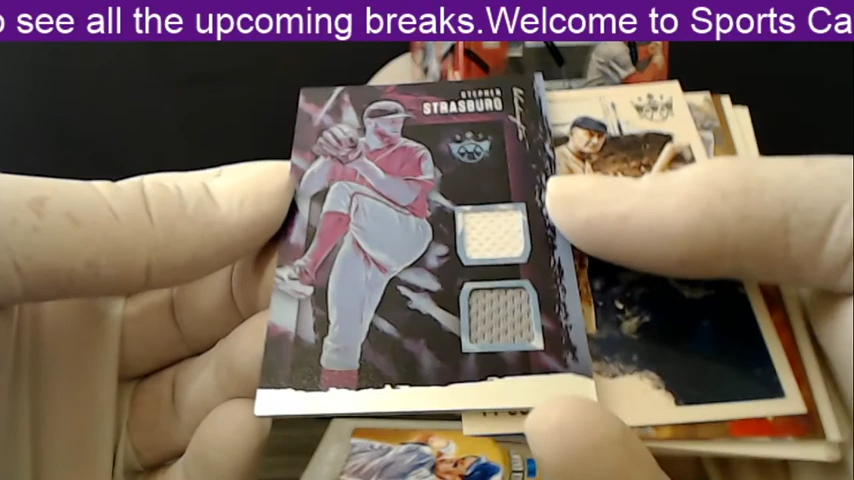 o see all the upcoming breaks.Welcome to Sports Ca
STEPHEN
STRASBURG